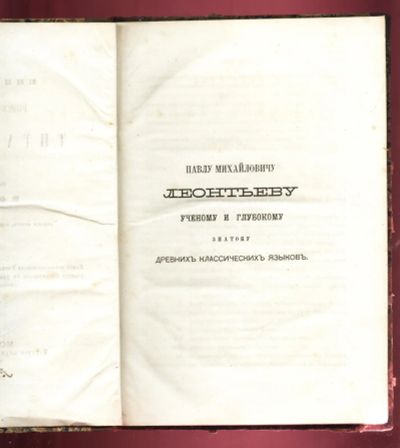 ПАВЛУ МИХАЙЛОВИЧУ
ЛЕОНТЬЕВУ
УЧЕНОМУ И ГЛУБОКОМУ
ЗНАТОКУ
ДРЕВНИХЪ КЛАССИЧЕСКИХЪ ЯЗЫКОВЪ.